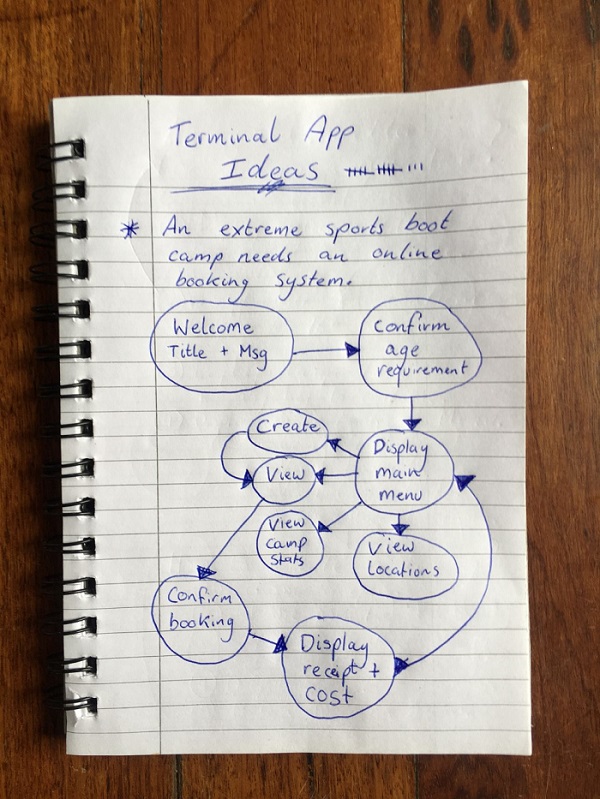 Terminal App
Ideas
* An extreme sports boot
camp needs an online
booking system.
Welcome
Title + Msg
Confirm
age
requirement
Create
Display
main
menu
View
View
camp
stats
View
Locations
Confirm
booking
Display
receipt +
COST